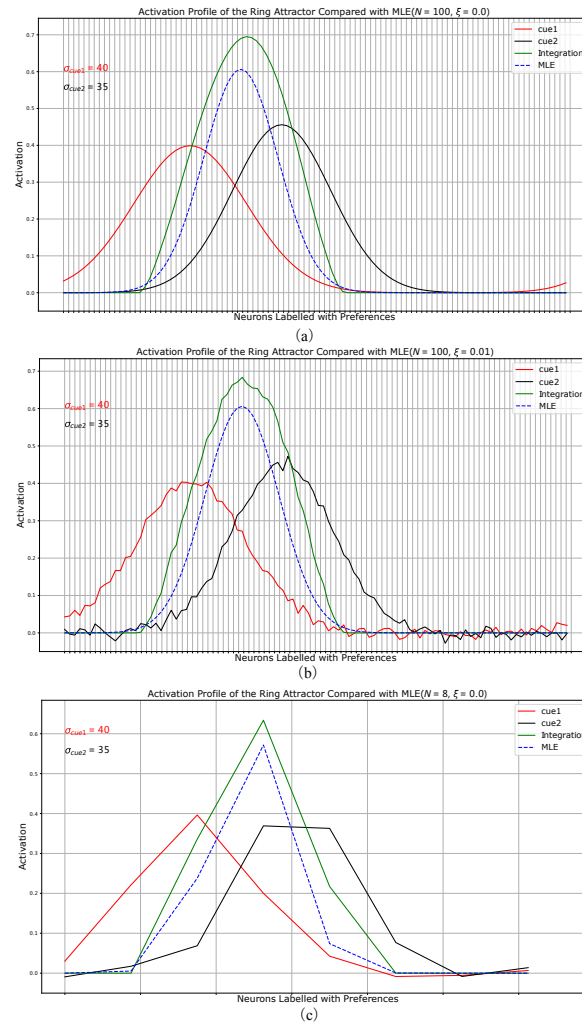 Activation Profile of the Ring Attractor Compared with MLE(N = 100, ξ = 0.0)
0.7
0.6
0.5
0.4
0.3
0.2
0.1
0.0
Activation
σcue1 = 40
σcue2 = 35
cue1
cue2
Integration
MLE
Neurons Labelled with Preferences
(a)
Activation Profile of the Ring Attractor Compared with MLE(N = 100, ξ = 0.01)
0.7
0.6
0.5
0.4
0.3
0.2
0.1
0.0
Activation
σcue1 = 40
σcue2 = 35
cue1
cue2
Integration
MLE
Neurons Labelled with Preferences
(b)
Activation Profile of the Ring Attractor Compared with MLE(N = 8, ξ = 0.0)
0.6
0.5
0.4
0.3
0.2
0.1
0.0
Activation
σcue1 = 40
σcue2 = 35
cue1
cue2
Integration
MLE
Neurons Labelled with Preferences
(c)